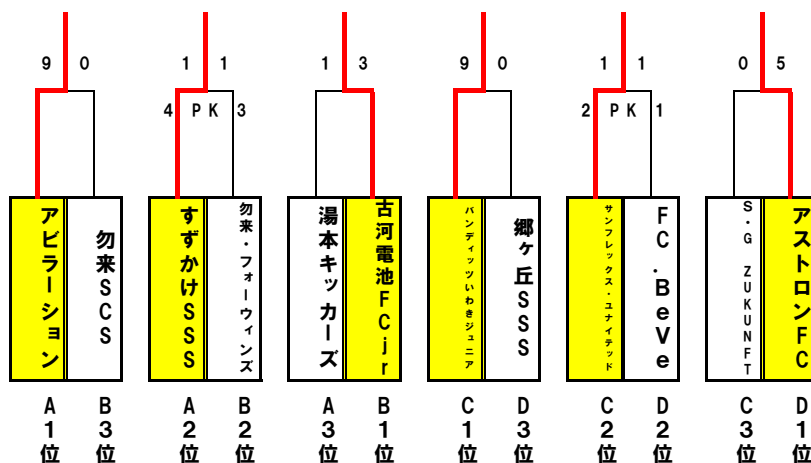 9 0
1 1
1 3
9 0
1 1
0 5
4 PK 3
2 PK 1
アビラーション
勿来SCS
すずかけSSS
勿来・フォーウィンズ
湯本キッカーズ
古河電池FCjr
バンディッツいわきジュニア
郷ヶ丘SSS
サンフレックス・ユナイテッド
FC.BeVe
S.G ZUKUNFT
アストロンFC
A1位
B3位
A2位
B2位
A3位
B1位
C1位
D3位
C2位
D2位
C3位
D1位